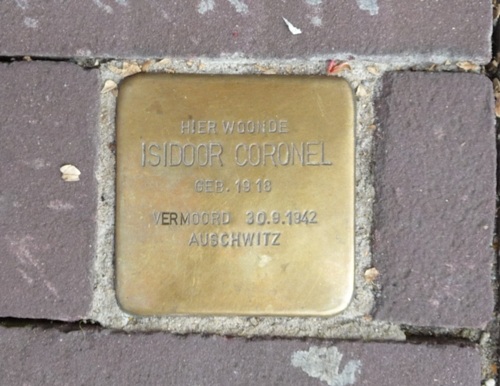 HIER WOONDE
ISIDOOR CORONEL
GEB. 1918
VERMOORD 30.9.1942
AUSCHWITZ